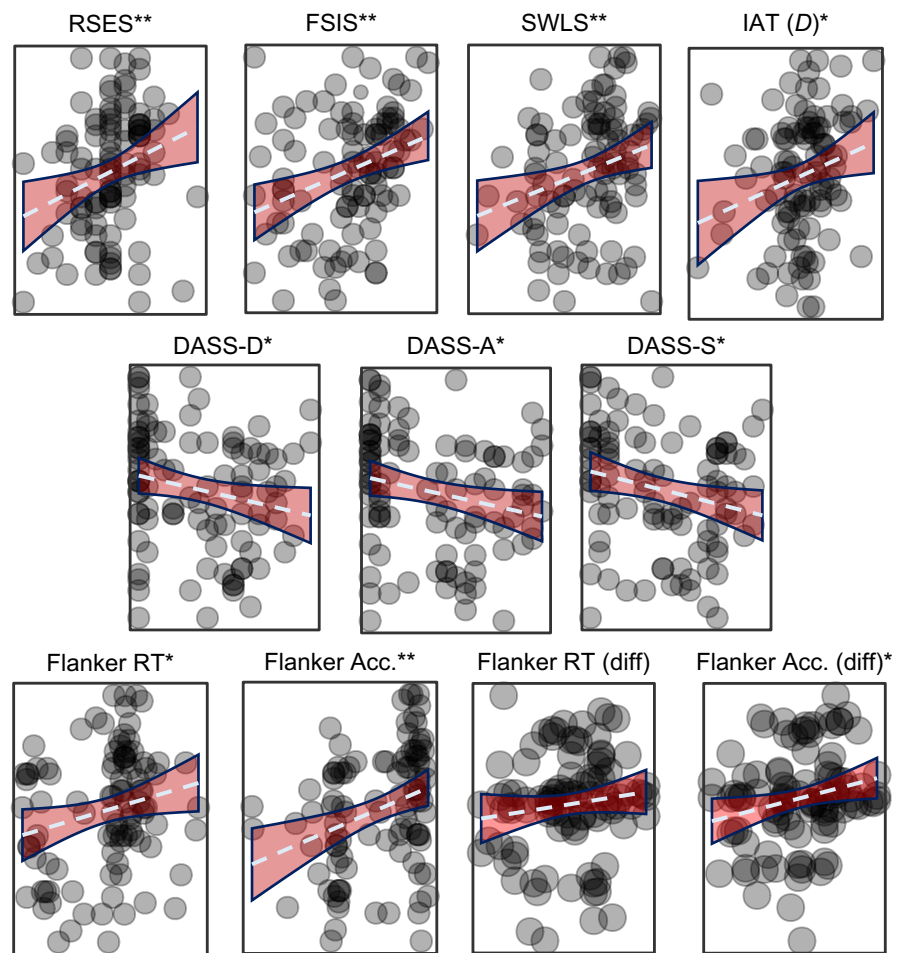 RSES**
FSIS**
SWLS**
IAT (D)*
DASS-D*
DASS-A*
DASS-S*
Flanker RT*
Flanker Acc.**
Flanker RT (diff)
Flanker Acc. (diff)*